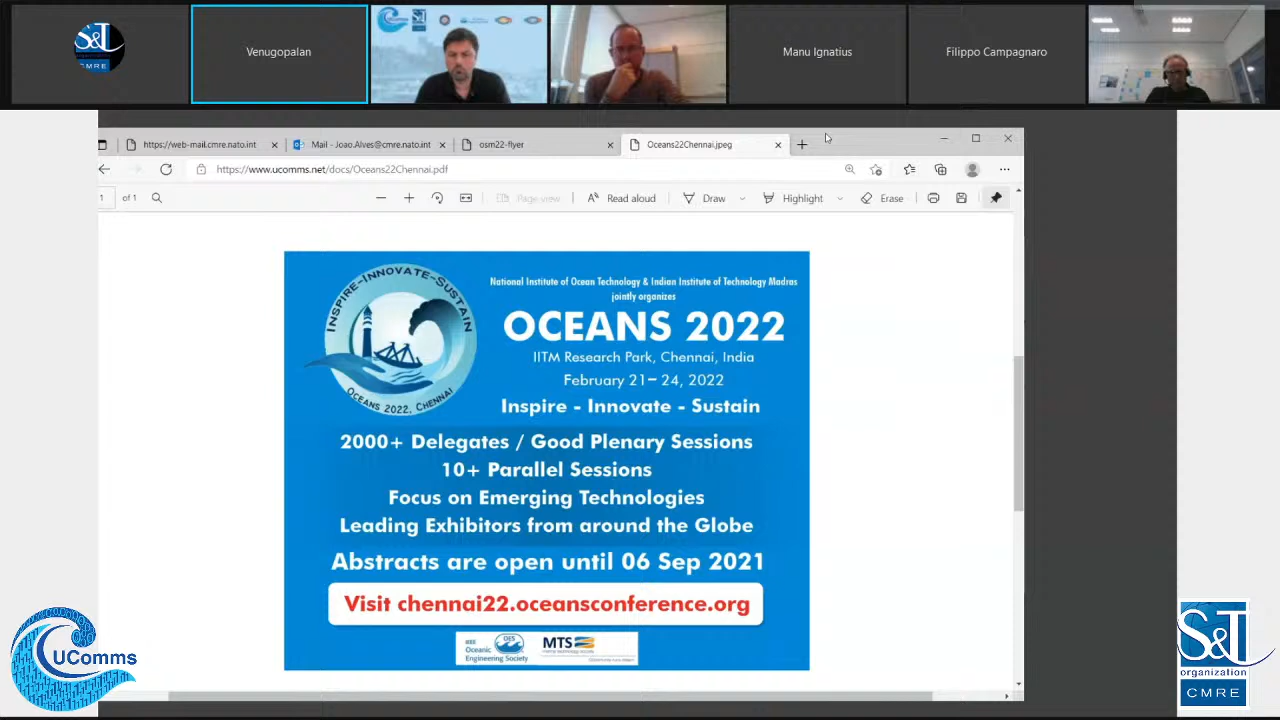 S&T
CMRE
Venugopalan
UComms
Manu Ignatius
Filippo Campagnaro
https://web-mail.cmre.nato.int
Mail - Joao.Alves@cmre.nato.int
osm22-flyer
Oceans22Chennai.jpeg
https://www.ucomms.net/docs/Oceans22Chennai.pdf
1 of 1
Page view
Read aloud
Draw
Highlight
Erase
INSPIRE-INNOVATE-SUSTAIN
OCEANS 2022, CHENNAI
National Institute of Ocean Technology & Indian Institute of Technology Madras
jointly organizes
OCEANS 2022
IITM Research Park, Chennai, India
February 21– 24, 2022
Inspire - Innovate - Sustain
2000+ Delegates / Good Plenary Sessions
10+ Parallel Sessions
Focus on Emerging Technologies
Leading Exhibitors from around the Globe
Abstracts are open until 06 Sep 2021
Visit chennai22.oceansconference.org
IEEE
Oceanic
Engineering Society
OES
MTS
UComms
S&T
organization
CMRE